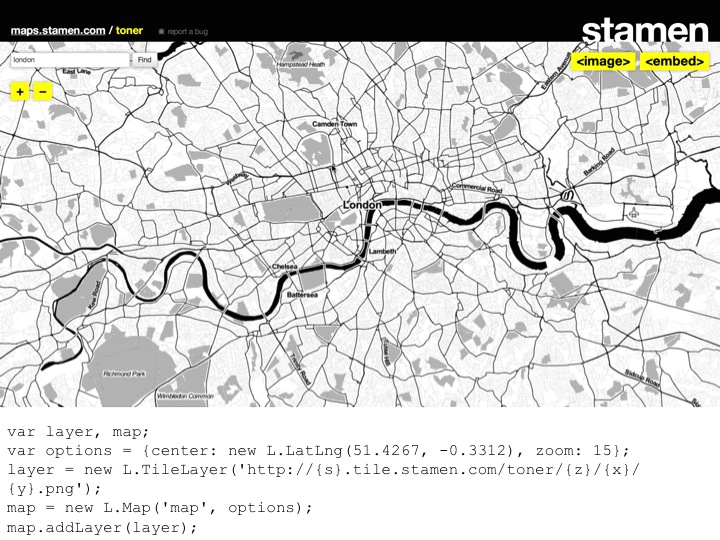 maps.stamen.com / toner
report a bug
stamen
london
Find
<image>
<embed>
East Lane
Hampstead Heath
Eastern Avenue
+
−
Camden Town
Barking Road
Commercial Road
London
Lambeth
Chelsea
Battersea
Kew Road
Richmond Park
Wimbledon Common
Sidcup Road
var layer, map;
var options = {center: new L.LatLng(51.4267, -0.3312), zoom: 15};
layer = new L.TileLayer('http://{s}.tile.stamen.com/toner/{z}/{x}/
{y}.png');
map = new L.Map('map', options);
map.addLayer(layer);